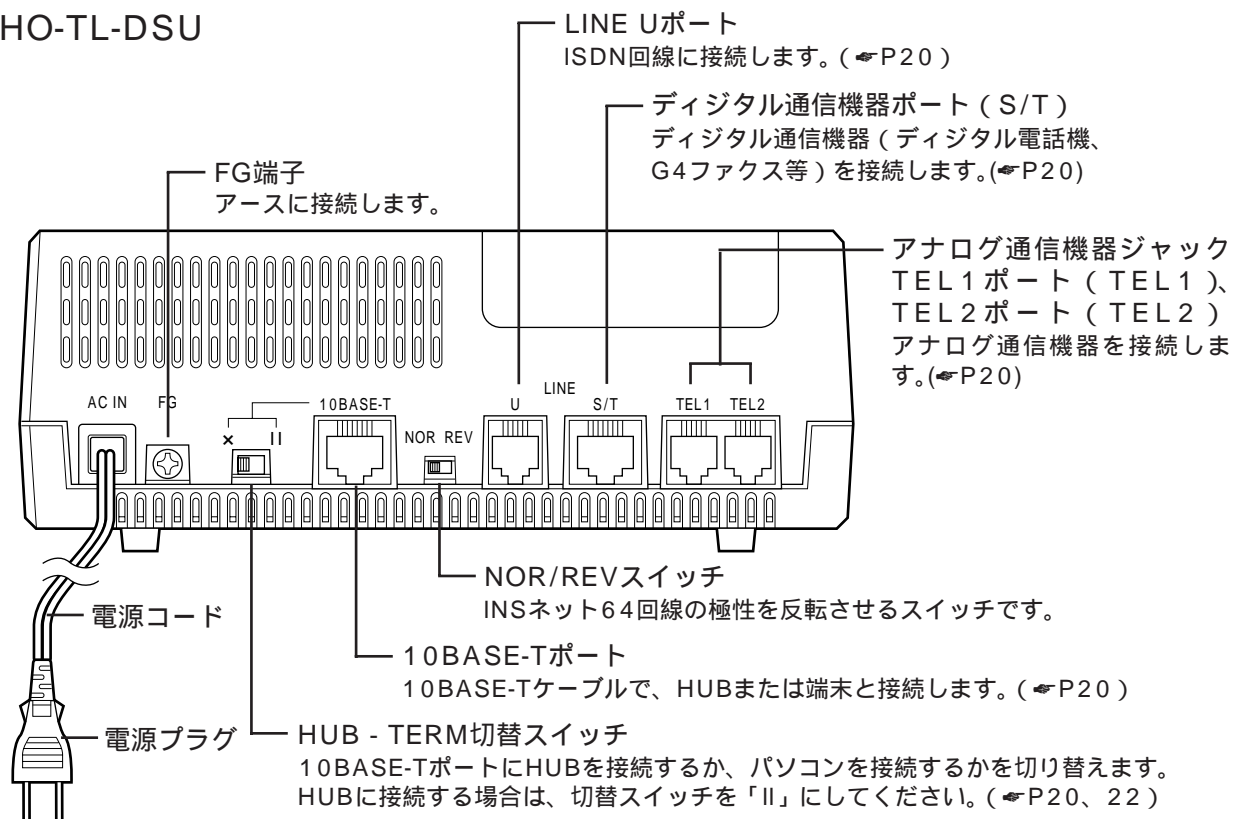 HO-TL-DSU
LINE Uポート
ISDN回線に接続します。(☛P20)
ディジタル通信機器ポート(S/T)
ディジタル通信機器(ディジタル電話機、
G4ファクス等)を接続します。(☛P20)
FG端子
アースに接続します。
アナログ通信機器ジャック
TEL1ポート(TEL1)、
TEL2ポート(TEL2)
アナログ通信機器を接続しま
す。(☛P20)
AC IN FG × II 10BASE-T NOR REV U LINE S/T TEL1 TEL2
NOR/REVスイッチ
INSネット64回線の極性を反転させるスイッチです。
電源コード
10BASE-Tポート
10BASE-Tケーブルで、HUBまたは端末と接続します。(☛P20)
電源プラグ
HUB - TERM切替スイッチ
10BASE-TポートにHUBを接続するか、パソコンを接続するかを切り替えます。
HUBに接続する場合は、切替スイッチを「II」にしてください。(☛P20、22)